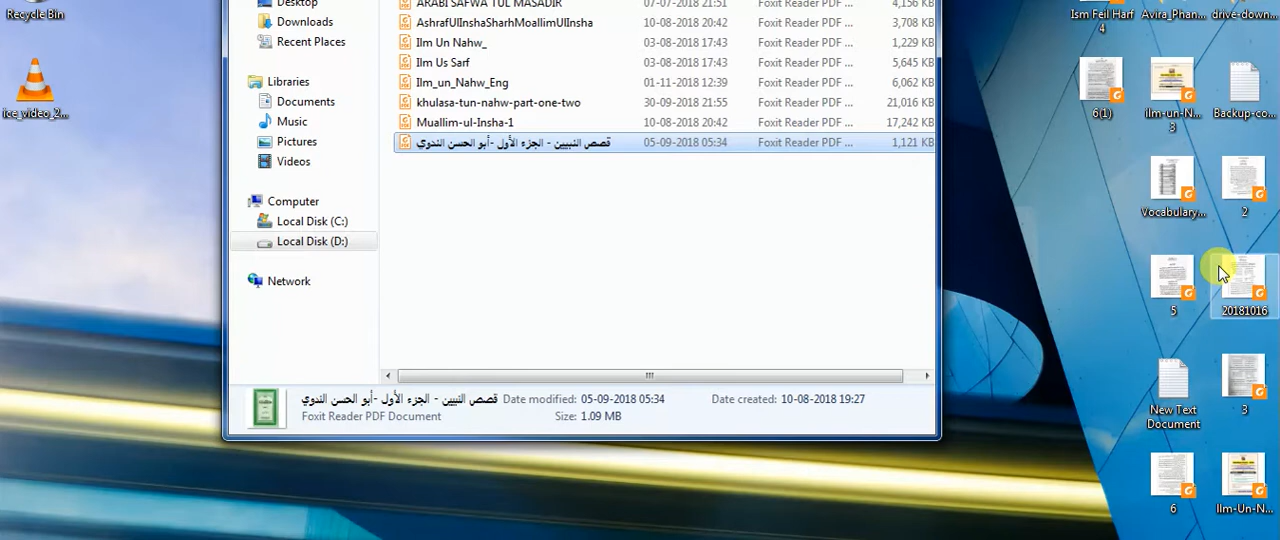 Recycle Bin
ice_video_2...
Desktop
Downloads
Recent Places
Libraries
Documents
Music
Pictures
Videos
Computer
Local Disk (C:)
Local Disk (D:)
Network
ARABI SAFWA TUL MASADIR 07-07-2018 21:51 Foxit Reader PDF ... 4,156 KB
AshrafUlInshaSharhMoallimUlInsha 10-08-2018 20:42 Foxit Reader PDF ... 3,708 KB
Ilm Un Nahw_ 03-08-2018 17:43 Foxit Reader PDF ... 1,229 KB
Ilm Us Sarf 03-08-2018 17:43 Foxit Reader PDF ... 5,645 KB
Ilm_un_Nahw_Eng 01-11-2018 12:39 Foxit Reader PDF ... 6,062 KB
khulasa-tun-nahw-part-one-two 30-09-2018 21:55 Foxit Reader PDF ... 21,016 KB
Muallim-ul-Insha-1 10-08-2018 20:42 Foxit Reader PDF ... 17,242 KB
قصص النبيين - الجزء الأول -أبو الحسن الندوي 05-09-2018 05:34 Foxit Reader PDF ... 1,121 KB
قصص النبيين - الجزء الأول -أبو الحسن الندوي Date modified: 05-09-2018 05:34 Date created: 10-08-2018 19:27
Foxit Reader PDF Document Size: 1.09 MB
Ism Feil Harf
4
Avira_Phan...
drive-down...
6(1)
ilm-un-N...
3
Backup-co...
Vocabulary...
2
5
20181016
New Text
Document
3
6
Ilm-Un-N...